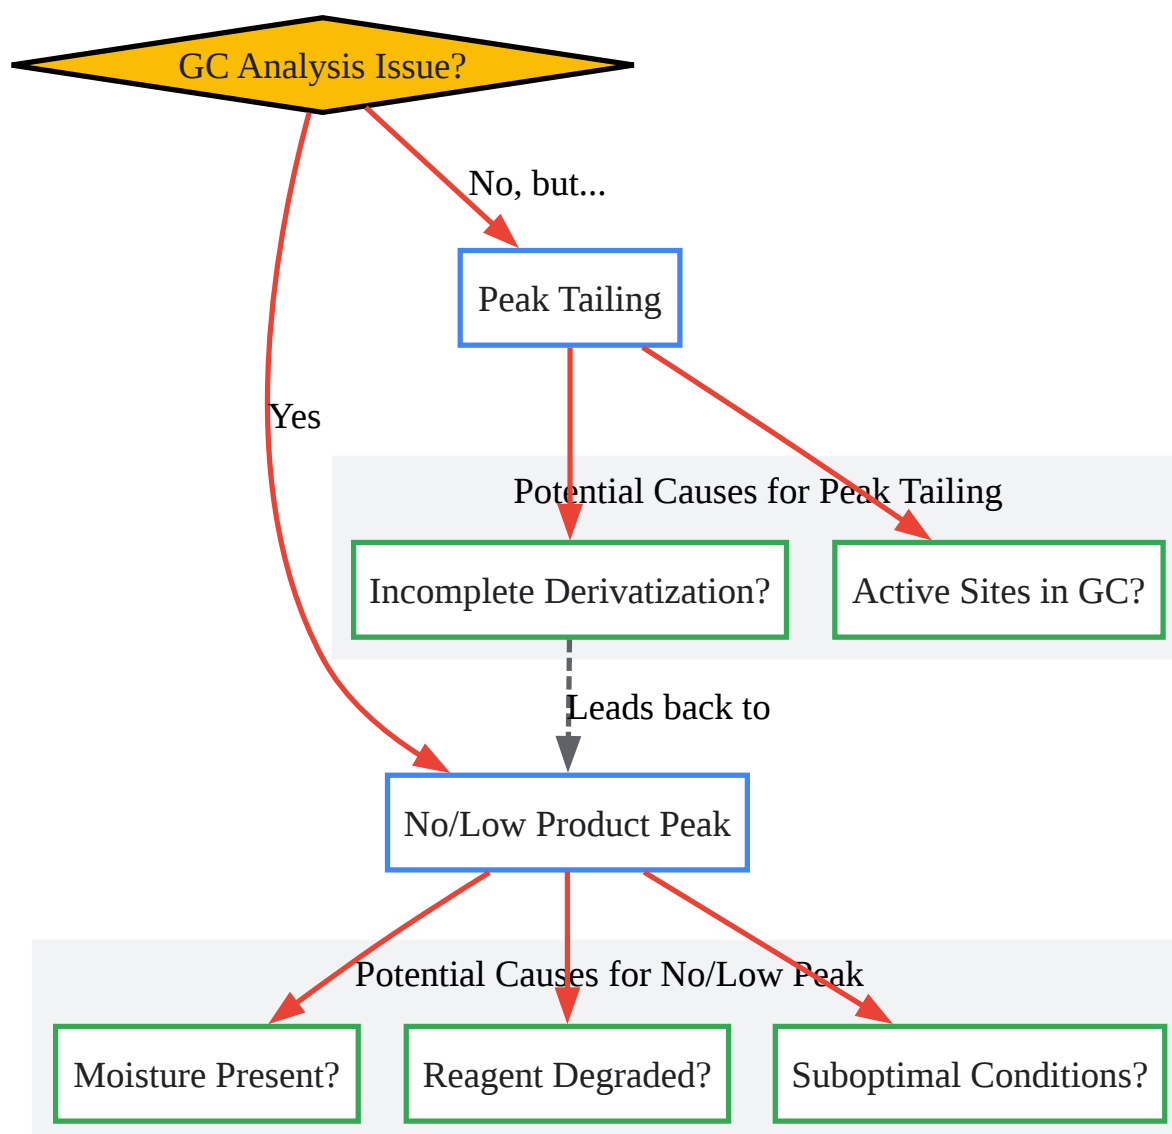 GC Analysis Issue?
No, but...
Peak Tailing
Yes
Potential Causes for Peak Tailing
Incomplete Derivatization?
Active Sites in GC?
Leads back to
No/Low Product Peak
Potential Causes for No/Low Peak
Moisture Present?
Reagent Degraded?
Suboptimal Conditions?